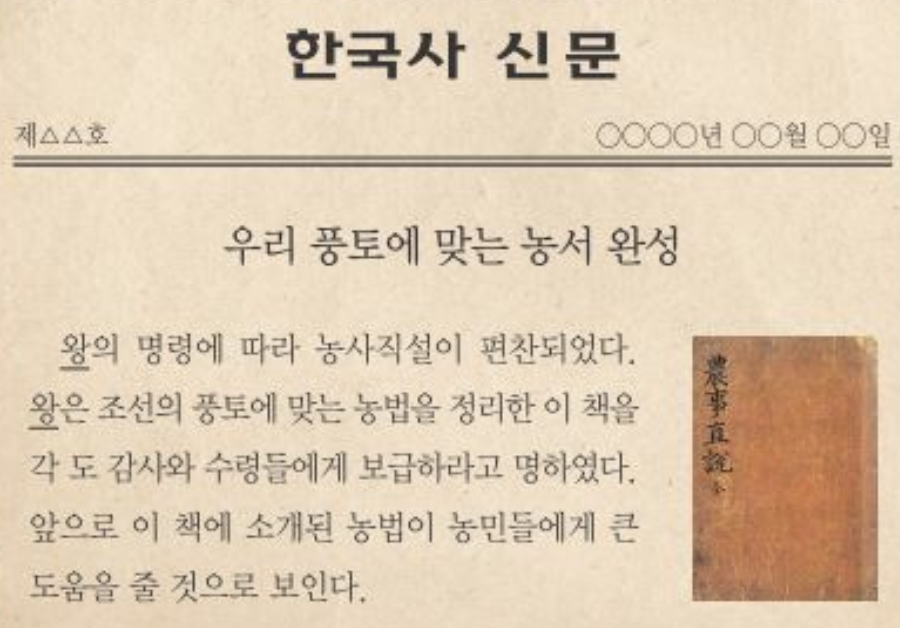 한국사 신문
제△△호
○○○○년 ○○월 ○○일
우리 풍토에 맞는 농서 완성
왕의 명령에 따라 농사직설이 편찬되었다.
왕은 조선의 풍토에 맞는 농법을 정리한 이 책을
각 도 감사와 수령들에게 보급하라고 명하였다.
앞으로 이 책에 소개된 농법이 농민들에게 큰
도움을 줄 것으로 보인다.
農事直說